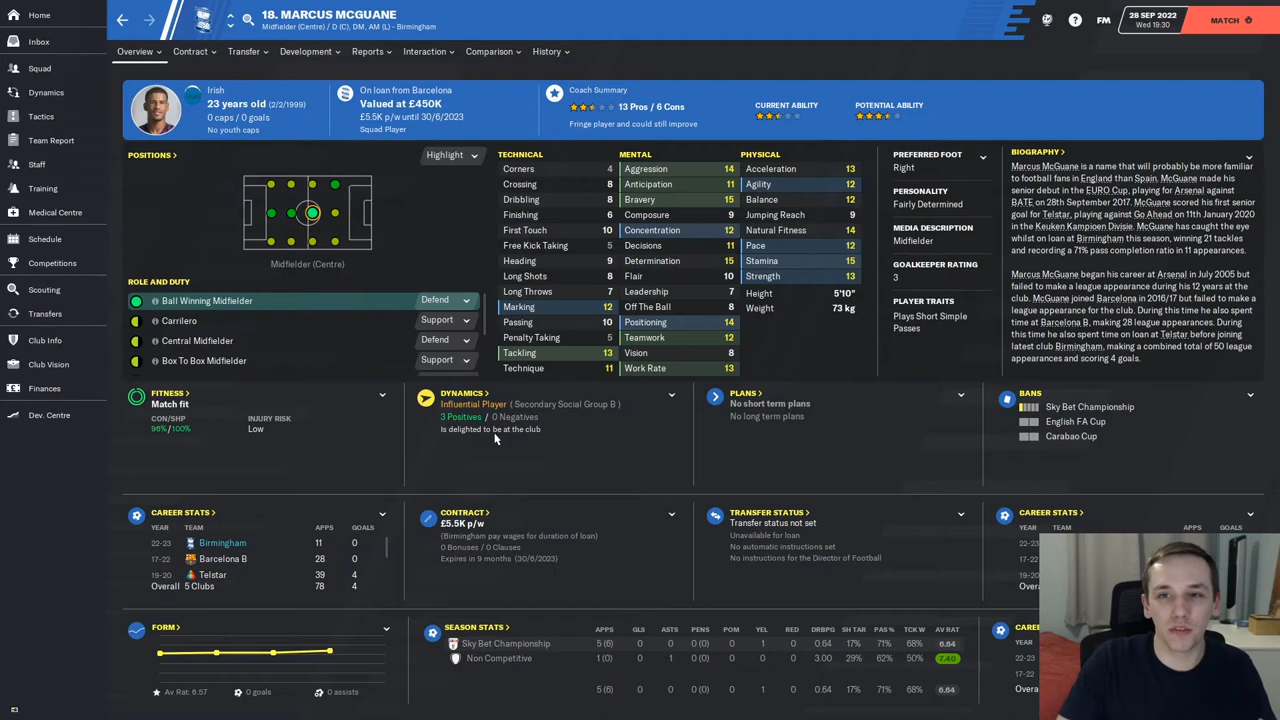 Home
Inbox
Squad
Dynamics
Tactics
Team Report
Staff
Training
Medical Centre
Schedule
Competitions
Scouting
Transfers
Club Info
Club Vision
Finances
Dev. Centre
18. MARCUS MCGUANE
Midfielder (Centre) / D (C), DM, AM (L) - Birmingham
FM
28 SEP 2022
Wed 19:30
MATCH
Overview
Contract
Transfer
Development
Reports
Interaction
Comparison
History
Irish
23 years old (2/2/1999)
0 caps / 0 goals
No youth caps
On loan from Barcelona
Valued at £450K
£5.5K p/w until 30/6/2023
Squad Player
Coach Summary
13 Pros / 6 Cons
Fringe player and could still improve
CURRENT ABILITY
POTENTIAL ABILITY
POSITIONS
Highlight
Midfielder (Centre)
ROLE AND DUTY
Ball Winning Midfielder Defend
Carrilero Support
Central Midfielder Defend
Box To Box Midfielder Support
TECHNICAL
Corners 4
Crossing 8
Dribbling 8
Finishing 6
First Touch 10
Free Kick Taking 5
Heading 9
Long Shots 8
Long Throws 7
Marking 12
Passing 10
Penalty Taking 5
Tackling 13
Technique 11
MENTAL
Aggression 14
Anticipation 11
Bravery 15
Composure 9
Concentration 12
Decisions 11
Determination 15
Flair 10
Leadership 7
Off The Ball 8
Positioning 14
Teamwork 12
Vision 8
Work Rate 13
PHYSICAL
Acceleration 13
Agility 12
Balance 12
Jumping Reach 9
Natural Fitness 14
Pace 12
Stamina 15
Strength 13
Height 5'10"
Weight 73 kg
PREFERRED FOOT
Right
PERSONALITY
Fairly Determined
MEDIA DESCRIPTION
Midfielder
GOALKEEPER RATING
3
PLAYER TRAITS
Plays Short Simple
Passes
BIOGRAPHY
Marcus McGuane is a name that will probably be more familiar
to football fans in England than Spain. McGuane made his
senior debut in the EURO Cup, playing for Arsenal against
BATE on 28th September 2017. McGuane scored his first senior
goal for Telstar, playing against Go Ahead on 11th January 2020
in the Keuken Kampioen Divisie. McGuane has caught the eye
whilst on loan at Birmingham this season, winning 21 tackles
and recording a 71% pass completion ratio in 11 appearances.
Marcus McGuane began his career at Arsenal in July 2005 but
failed to make a league appearance during his 12 years at the
club. McGuane joined Barcelona in 2016/17 but failed to make a
league appearance for the club. During this time he also spent
time at Barcelona B, making 28 league appearances. During
that time he also spent time on loan at Telstar before joining
latest club Birmingham, making a combined total of 50 league
appearances and scoring 4 goals.
FITNESS
Match fit
CON/SHP
96%/100%
INJURY RISK
Low
DYNAMICS
Influential Player ( Secondary Social Group B )
3 Positives / 0 Negatives
Is delighted to be at the club
PLANS
No short term plans
No long term plans
BANS
Sky Bet Championship
English FA Cup
Carabao Cup
CAREER STATS
YEAR TEAM APPS GOALS
22-23 Birmingham 11 0
17-22 Barcelona B 28 0
19-20 Telstar 39 4
Overall 5 Clubs 78 4
CONTRACT
£5.5K p/w
(Birmingham pay wages for duration of loan)
0 Bonuses / 0 Clauses
Expires in 9 months (30/6/2023)
TRANSFER STATUS
Transfer status not set
Unavailable for loan
No automatic instructions set
No instructions for the Director of Football
CAREER STATS
YEAR TEAM APPS GOALS
22-23
17-22
19-20
Overall
FORM
Av Rat: 6.57 0 goals 0 assists
SEASON STATS
APPS GLS ASTS PENS POM YEL RED DRBPG SH TAR PAS % TCK W AV RAT
Sky Bet Championship 5 (6) 0 0 0 (0) 0 1 0 0.64 17% 71% 68% 6.64
Non Competitive 1 (0) 0 1 0 (0) 0 0 0 3.00 29% 62% 50% 7.40
5 (6) 0 0 0 (0) 0 1 0 0.64 17% 71% 68% 6.64
YEAR
22-23
17-22
Overall